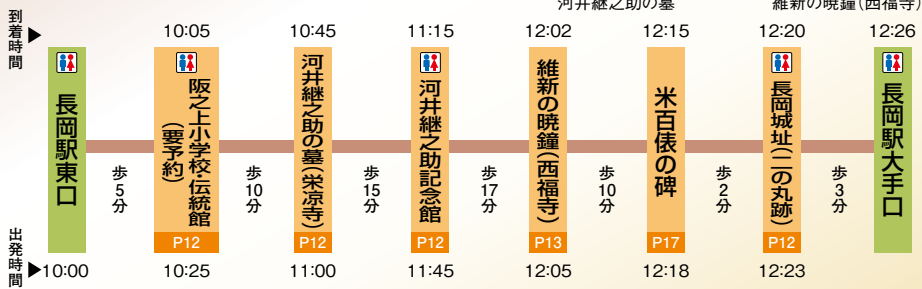 河井継之助の墓
維新の暁鐘(西福寺)
到着時間
10:05
10:45
11:15
12:02
12:15
12:20
12:26
長岡駅東口
阪之上小学校・伝統館
(要予約)
河井継之助の墓(栄凉寺)
河井継之助記念館
維新の暁鐘(西福寺)
米百俵の碑
長岡城址(二の丸跡)
長岡駅大手口
歩5分
歩10分
歩15分
歩17分
歩10分
歩2分
歩3分
P12
P12
P12
P13
P17
P12
出発時間
10:00
10:25
11:00
11:45
12:05
12:18
12:23